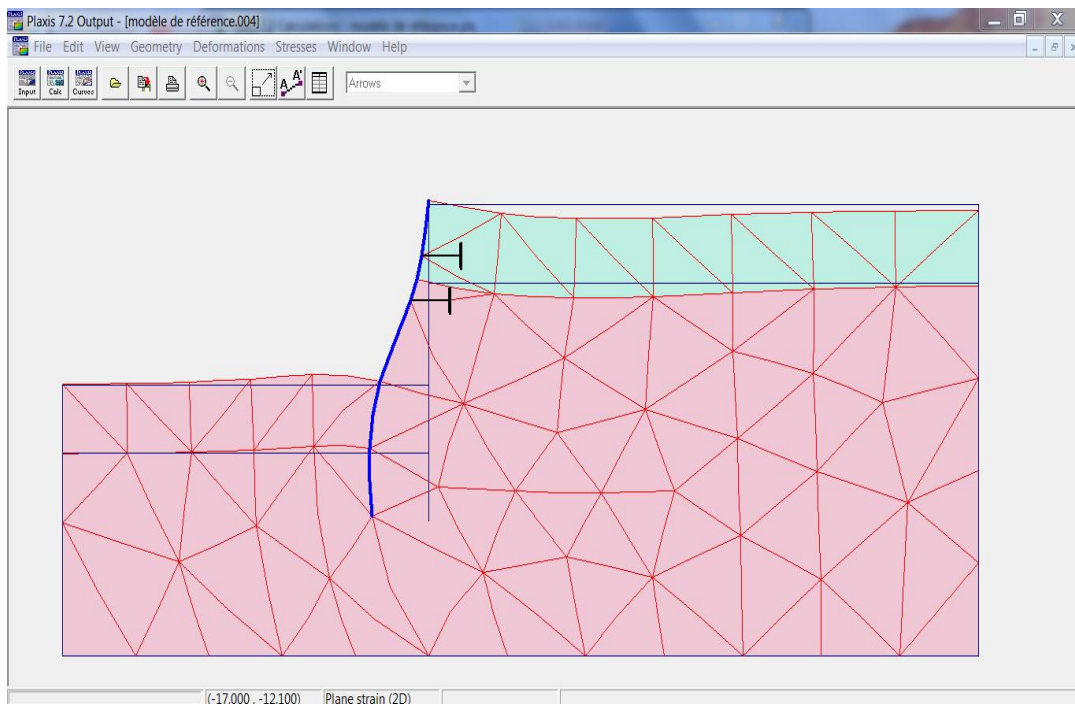 Plaxis 7.2 Output - [modèle de référence.004]
File Edit View Geometry Deformations Stresses Window Help
Input Calc Curves A A' Arrows
(-17.000 , -12.100) Plane strain (2D)